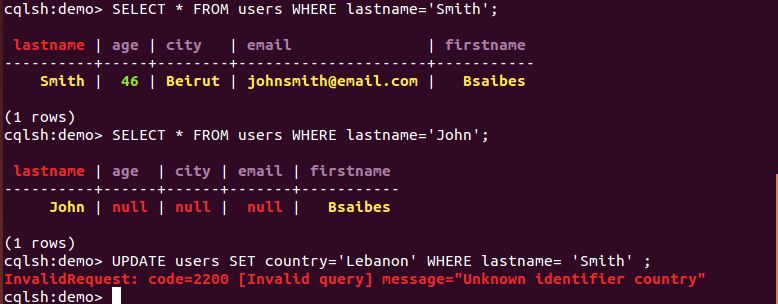 cqlsh:demo> SELECT * FROM users WHERE lastname='Smith';
 lastname | age | city   | email               | firstname
----------+-----+--------+---------------------+-----------
    Smith |  46 | Beirut | johnsmith@email.com |   Bsaibes
(1 rows)
cqlsh:demo> SELECT * FROM users WHERE lastname='John';
 lastname | age  | city | email | firstname
----------+------+------+-------+-----------
     John | null | null |  null |   Bsaibes
(1 rows)
cqlsh:demo> UPDATE users SET country='Lebanon' WHERE lastname= 'Smith' ;
InvalidRequest: code=2200 [Invalid query] message="Unknown identifier country"
cqlsh:demo>